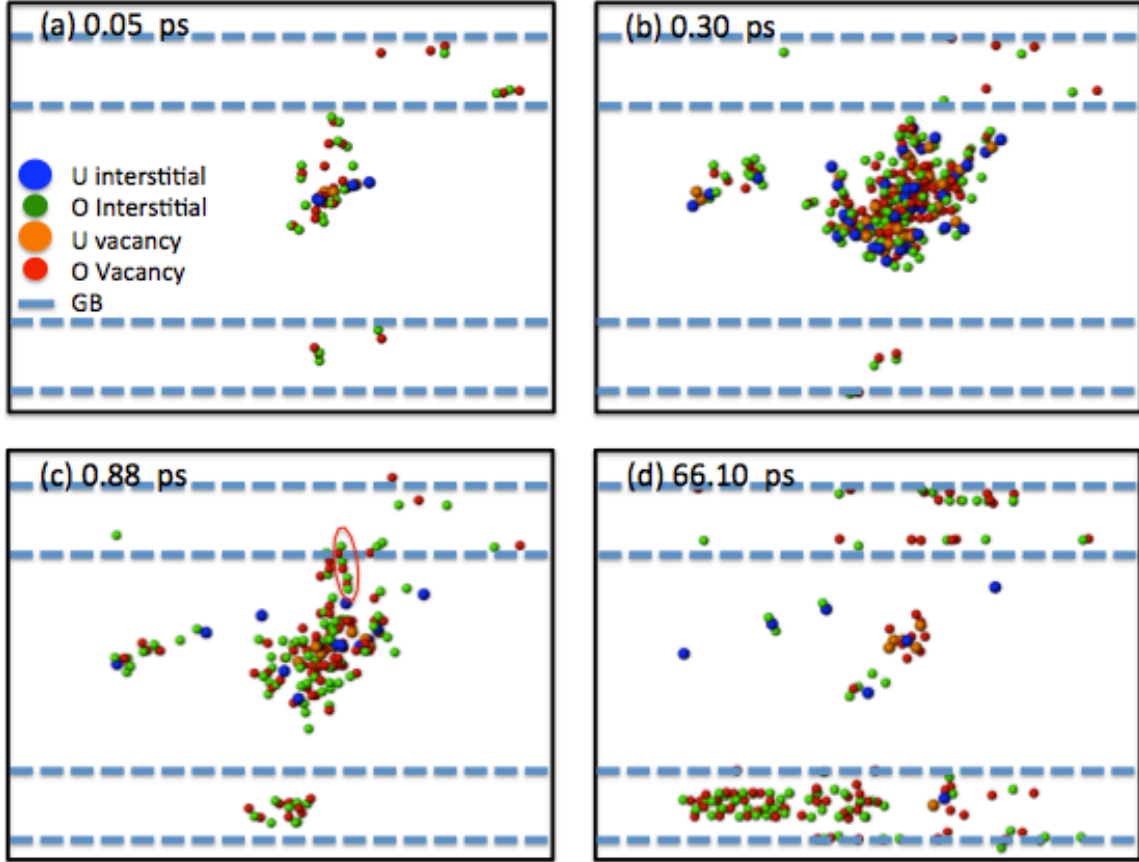 (a) 0.05 ps
(b) 0.30 ps
U interstitial
O Interstitial
U vacancy
O Vacancy
GB
(c) 0.88 ps
(d) 66.10 ps